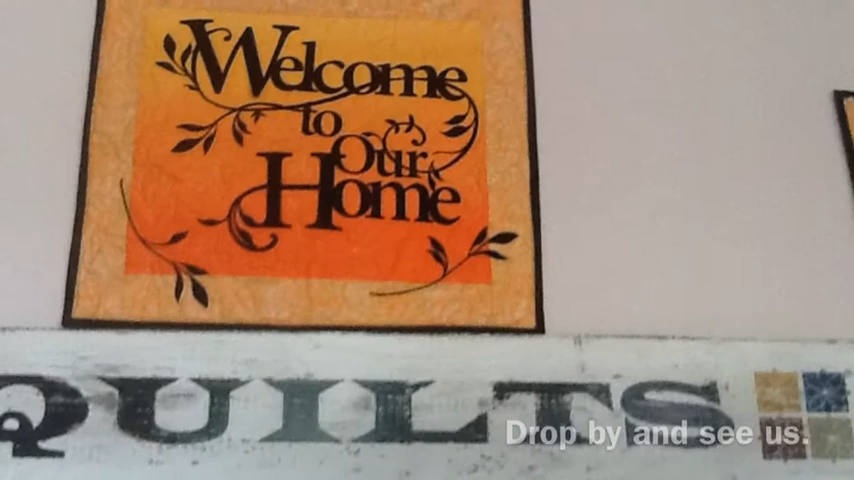 Welcome
to
Our
Home
QUILTS
Drop by and see us.